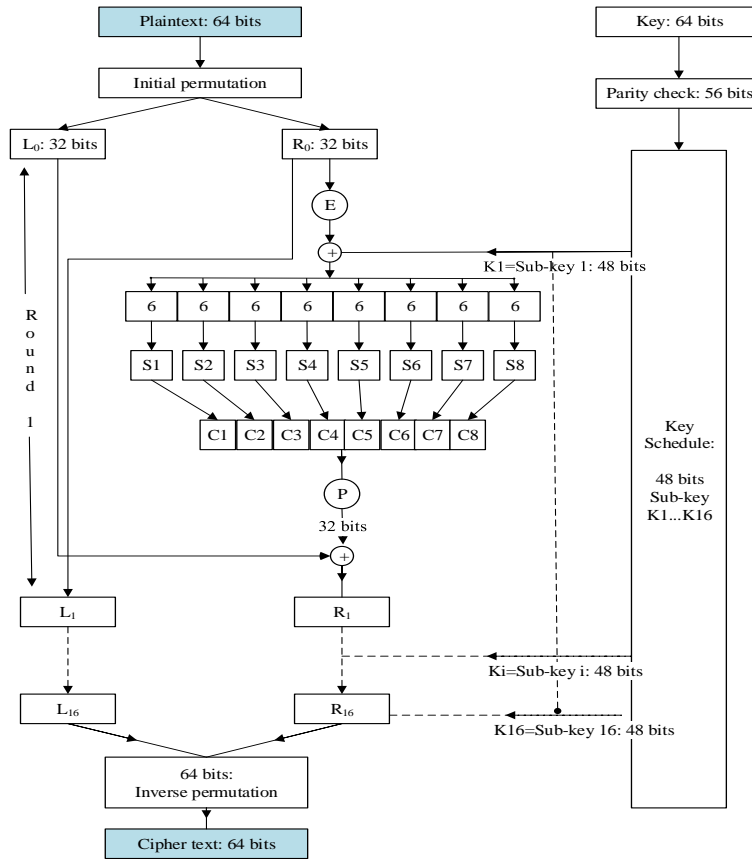 Plaintext: 64 bits
Key: 64 bits
Initial permutation
Parity check: 56 bits
L₀: 32 bits
R₀: 32 bits
E
+
K1=Sub-key 1: 48 bits
6 6 6 6 6 6 6 6
S1 S2 S3 S4 S5 S6 S7 S8
C1 C2 C3 C4 C5 C6 C7 C8
Round 1
Key
Schedule:
48 bits
Sub-key
K1...K16
P
32 bits
+
L₁
R₁
Ki=Sub-key i: 48 bits
L₁₆
R₁₆
K16=Sub-key 16: 48 bits
64 bits:
Inverse permutation
Cipher text: 64 bits